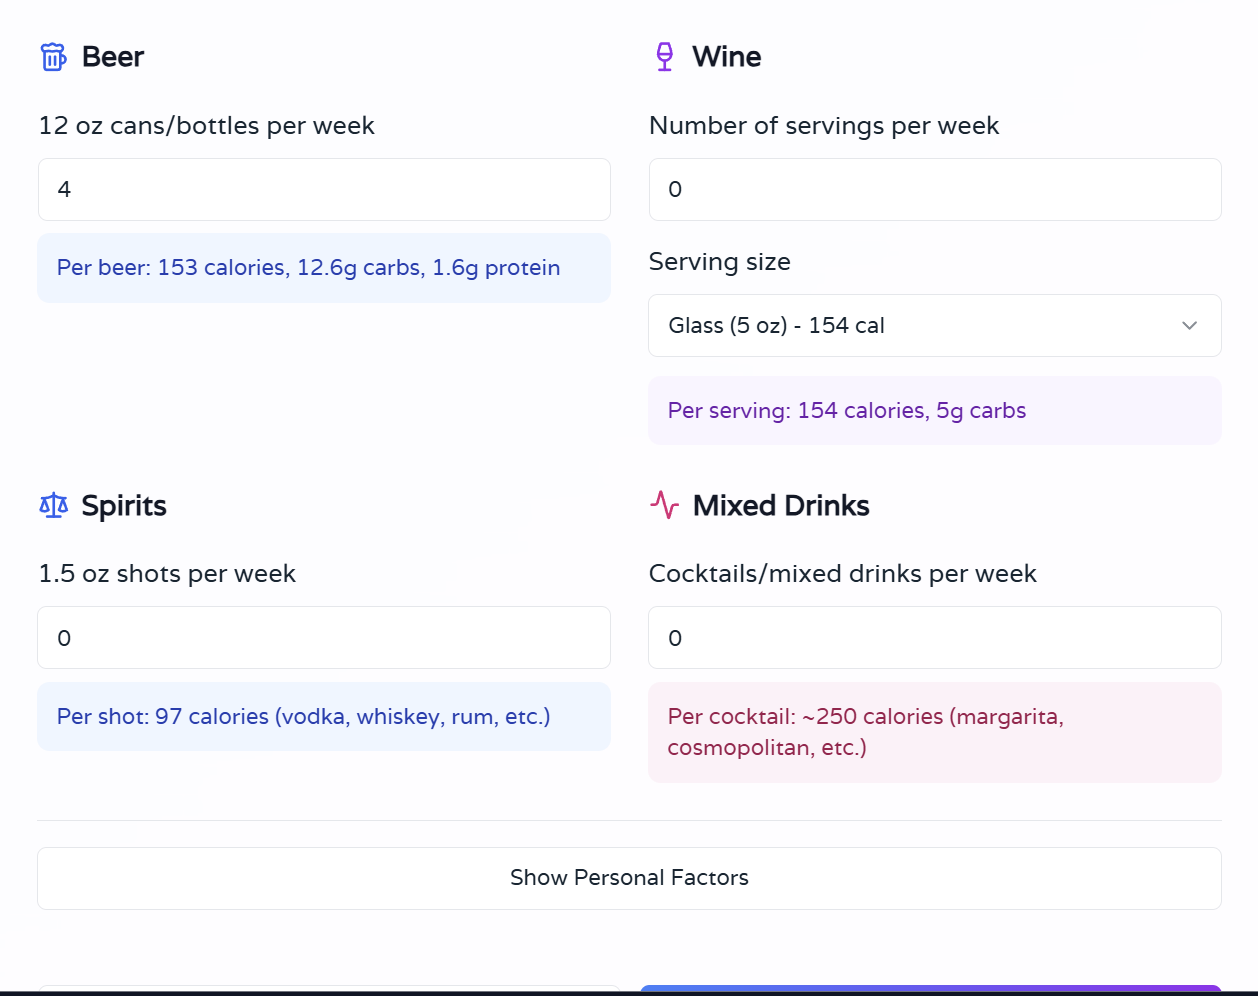 Beer
12 oz cans/bottles per week
4
Per beer: 153 calories, 12.6g carbs, 1.6g protein
Wine
Number of servings per week
0
Serving size
Glass (5 oz) - 154 cal
Per serving: 154 calories, 5g carbs
Spirits
1.5 oz shots per week
0
Per shot: 97 calories (vodka, whiskey, rum, etc.)
Mixed Drinks
Cocktails/mixed drinks per week
0
Per cocktail: ~250 calories (margarita,
cosmopolitan, etc.)
Show Personal Factors